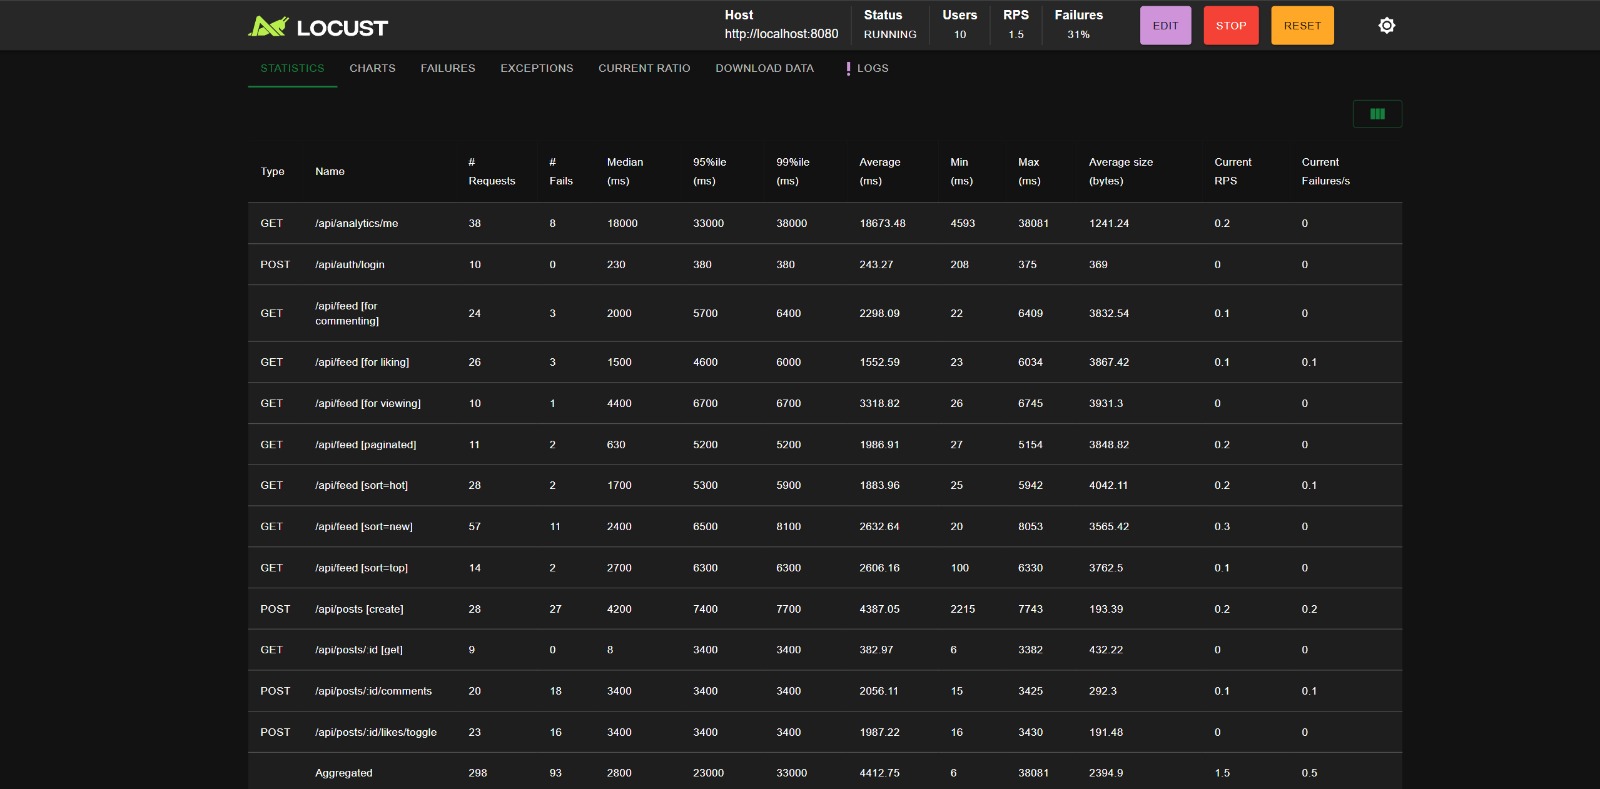 LOCUST
Host
http://localhost:8080
Status
RUNNING
Users
10
RPS
1.5
Failures
31%
EDIT
STOP
RESET
STATISTICS CHARTS FAILURES EXCEPTIONS CURRENT RATIO DOWNLOAD DATA LOGS
Type Name # Requests # Fails Median (ms) 95%ile (ms) 99%ile (ms) Average (ms) Min (ms) Max (ms) Average size (bytes) Current RPS Current Failures/s
GET /api/analytics/me 38 8 18000 33000 38000 18673.48 4593 38081 1241.24 0.2 0
POST /api/auth/login 10 0 230 380 380 243.27 208 375 369 0 0
GET /api/feed [for commenting] 24 3 2000 5700 6400 2298.09 22 6409 3832.54 0.1 0
GET /api/feed [for liking] 26 3 1500 4600 6000 1552.59 23 6034 3867.42 0.1 0.1
GET /api/feed [for viewing] 10 1 4400 6700 6700 3318.82 26 6745 3931.3 0 0
GET /api/feed [paginated] 11 2 630 5200 5200 1986.91 27 5154 3848.82 0.2 0
GET /api/feed [sort=hot] 28 2 1700 5300 5900 1883.96 25 5942 4042.11 0.2 0.1
GET /api/feed [sort=new] 57 11 2400 6500 8100 2632.64 20 8053 3565.42 0.3 0
GET /api/feed [sort=top] 14 2 2700 6300 6300 2606.16 100 6330 3762.5 0.1 0
POST /api/posts [create] 28 27 4200 7400 7700 4387.05 2215 7743 193.39 0.2 0.2
GET /api/posts/:id [get] 9 0 8 3400 3400 382.97 6 3382 432.22 0 0
POST /api/posts/:id/comments 20 18 3400 3400 3400 2056.11 15 3425 292.3 0.1 0.1
POST /api/posts/:id/likes/toggle 23 16 3400 3400 3400 1987.22 16 3430 191.48 0 0
Aggregated 298 93 2800 23000 33000 4412.75 6 38081 2394.9 1.5 0.5